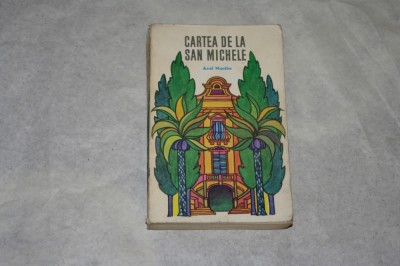 CARTEA DE LA
SAN MICHELE
Axel Munthe